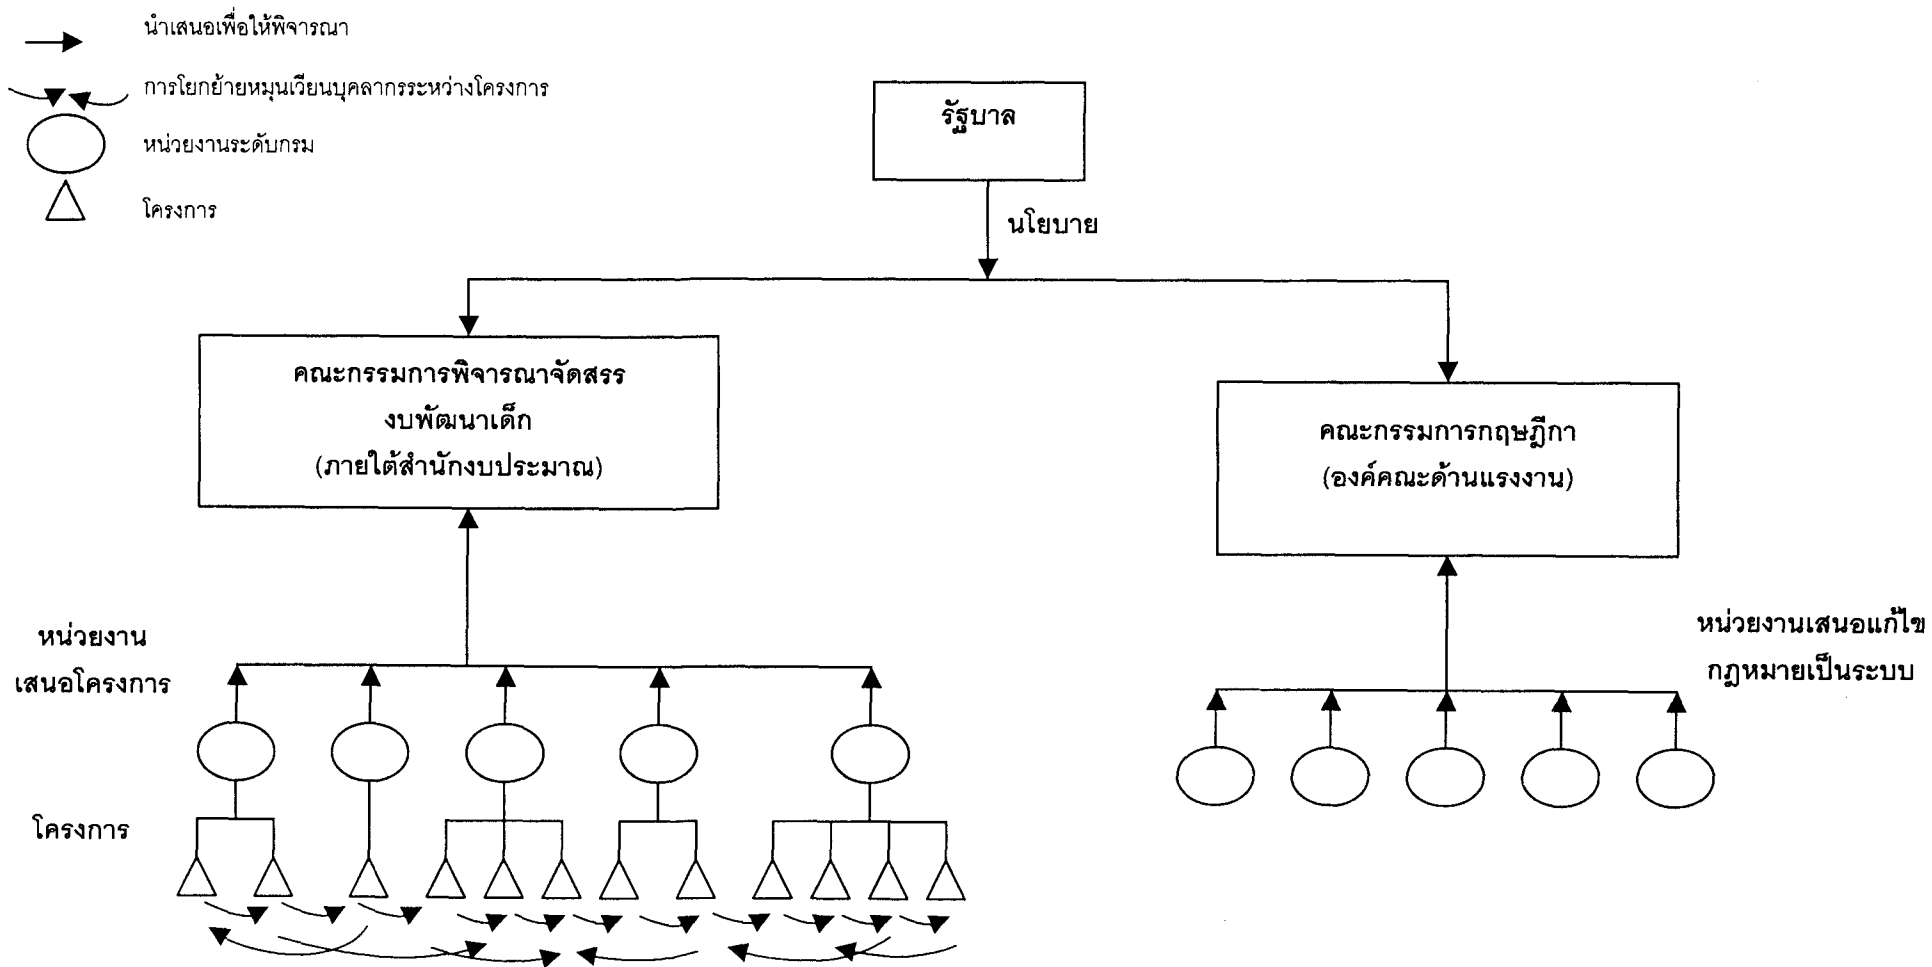 นำเสนอเพื่อให้พิจารณา
การโยกย้ายหมุนเวียนบุคลากรระหว่างโครงการ
หน่วยงานระดับกรม
โครงการ
รัฐบาล
นโยบาย
คณะกรรมการพิจารณาจัดสรร
งบพัฒนาเด็ก
(ภายใต้สำนักงบประมาณ)
คณะกรรมการกฤษฎีกา
(องค์คณะด้านแรงงาน)
หน่วยงาน
เสนอโครงการ
หน่วยงานเสนอแก้ไข
กฎหมายเป็นระบบ
โครงการ